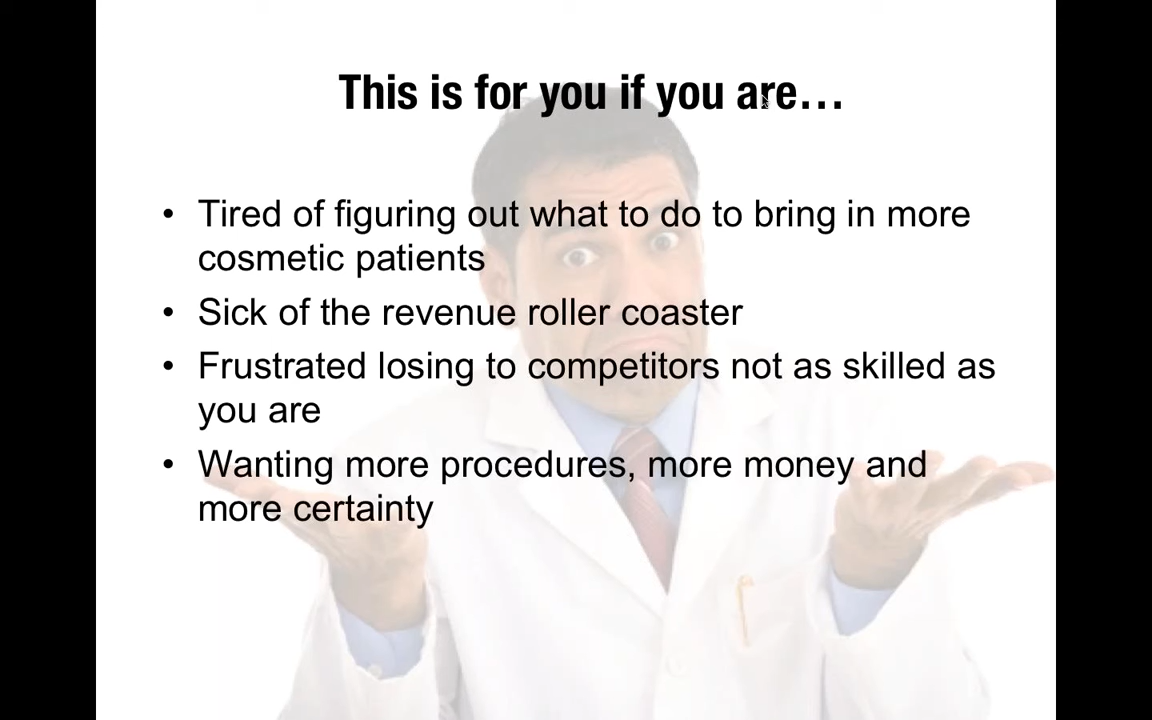 This is for you if you are…
• Tired of figuring out what to do to bring in more
cosmetic patients
• Sick of the revenue roller coaster
• Frustrated losing to competitors not as skilled as
you are
• Wanting more procedures, more money and
more certainty